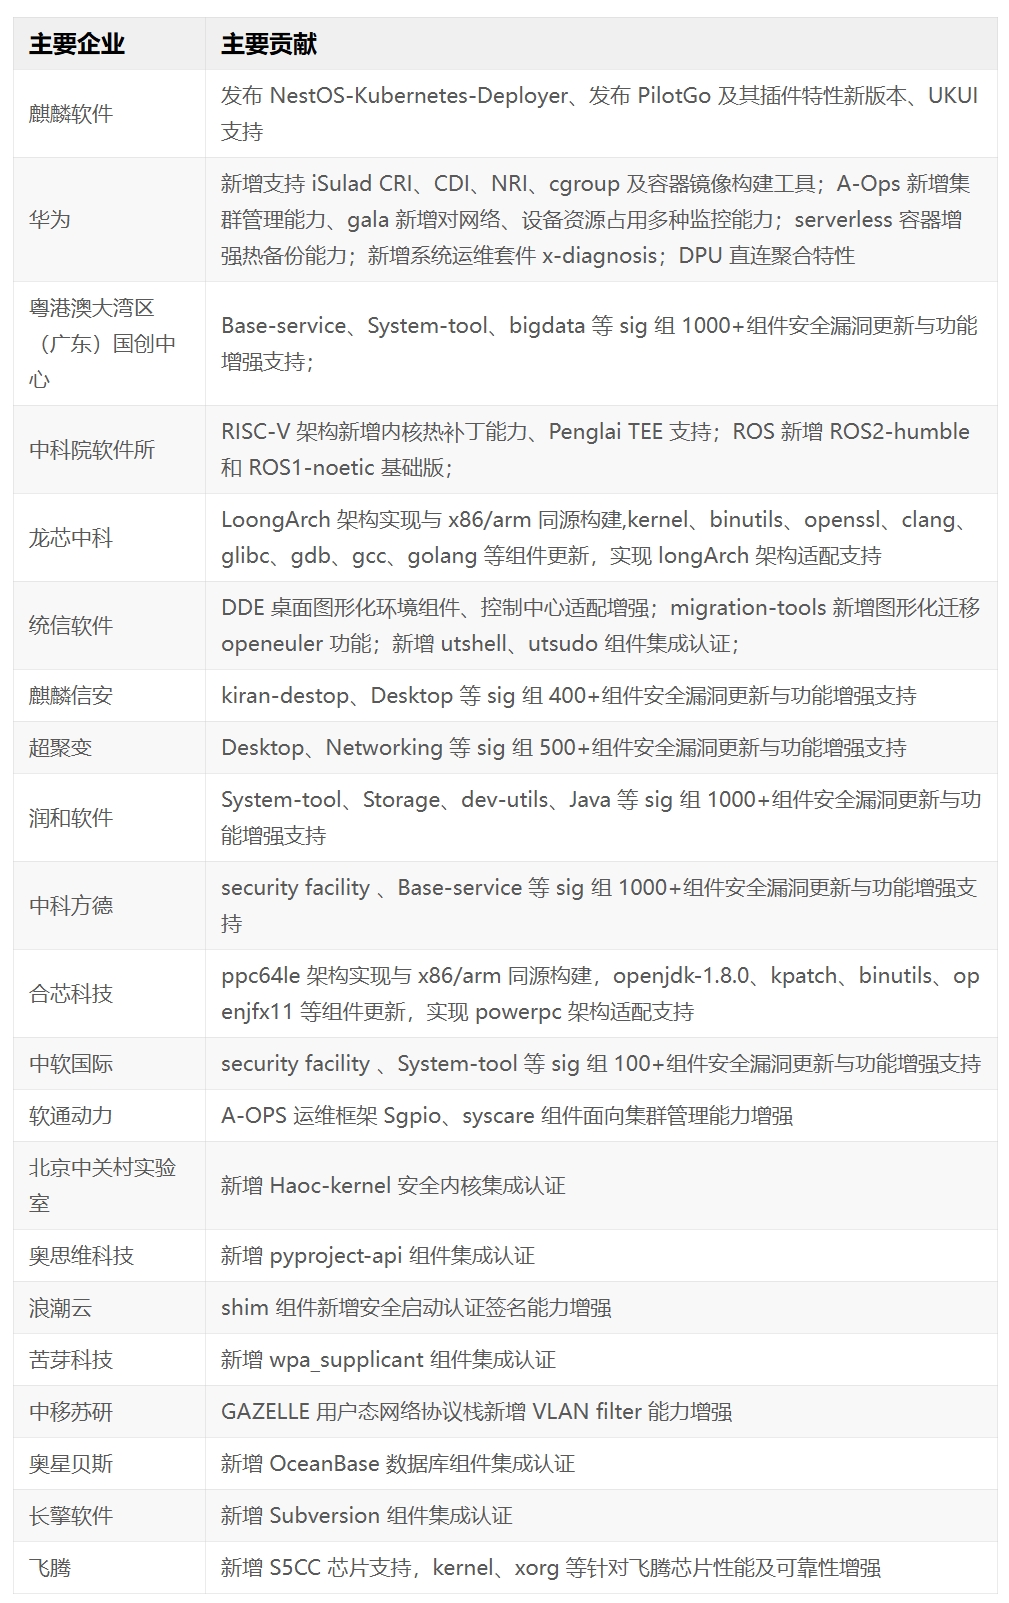 主要企业
主要贡献
麒麟软件
发布 NestOS-Kubernetes-Deployer、发布 PilotGo 及其插件特性新版本、UKUI
支持
华为
新增支持 iSulad CRI、CDI、NRI、cgroup 及容器镜像构建工具；A-Ops 新增集
群管理能力、gala 新增对网络、设备资源占用多种监控能力；serverless 容器增
强热备份能力；新增系统运维套件 x-diagnosis；DPU 直连聚合特性
粤港澳大湾区
（广东）国创中
心
Base-service、System-tool、bigdata 等 sig 组 1000+组件安全漏洞更新与功能
增强支持；
中科院软件所
RISC-V 架构新增内核热补丁能力、Penglai TEE 支持；ROS 新增 ROS2-humble
和 ROS1-noetic 基础版；
龙芯中科
LoongArch 架构实现与 x86/arm 同源构建,kernel、binutils、openssl、clang、
glibc、gdb、gcc、golang 等组件更新，实现 longArch 架构适配支持
统信软件
DDE 桌面图形化环境组件、控制中心适配增强；migration-tools 新增图形化迁移
openeuler 功能；新增 utshell、utsudo 组件集成认证；
麒麟信安
kiran-destop、Desktop 等 sig 组 400+组件安全漏洞更新与功能增强支持
超聚变
Desktop、Networking 等 sig 组 500+组件安全漏洞更新与功能增强支持
润和软件
System-tool、Storage、dev-utils、Java 等 sig 组 1000+组件安全漏洞更新与功
能增强支持
中科方德
security facility 、Base-service 等 sig 组 1000+组件安全漏洞更新与功能增强支
持
合芯科技
ppc64le 架构实现与 x86/arm 同源构建，openjdk-1.8.0、kpatch、binutils、op
enjfx11 等组件更新，实现 powerpc 架构适配支持
中软国际
security facility 、System-tool 等 sig 组 100+组件安全漏洞更新与功能增强支持
软通动力
A-OPS 运维框架 Sgpio、syscare 组件面向集群管理能力增强
北京中关村实验
室
新增 Haoc-kernel 安全内核集成认证
奥思维科技
新增 pyproject-api 组件集成认证
浪潮云
shim 组件新增安全启动认证签名能力增强
苦芽科技
新增 wpa_supplicant 组件集成认证
中移苏研
GAZELLE 用户态网络协议栈新增 VLAN filter 能力增强
奥星贝斯
新增 OceanBase 数据库组件集成认证
长擎软件
新增 Subversion 组件集成认证
飞腾
新增 S5CC 芯片支持，kernel、xorg 等针对飞腾芯片性能及可靠性增强